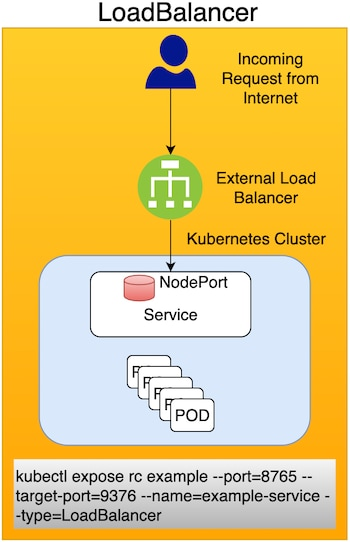 LoadBalancer
Incoming
Request from
Internet
External Load
Balancer
Kubernetes Cluster
NodePort
Service
POD
kubectl expose rc example --port=8765 --
target-port=9376 --name=example-service -
-type=LoadBalancer